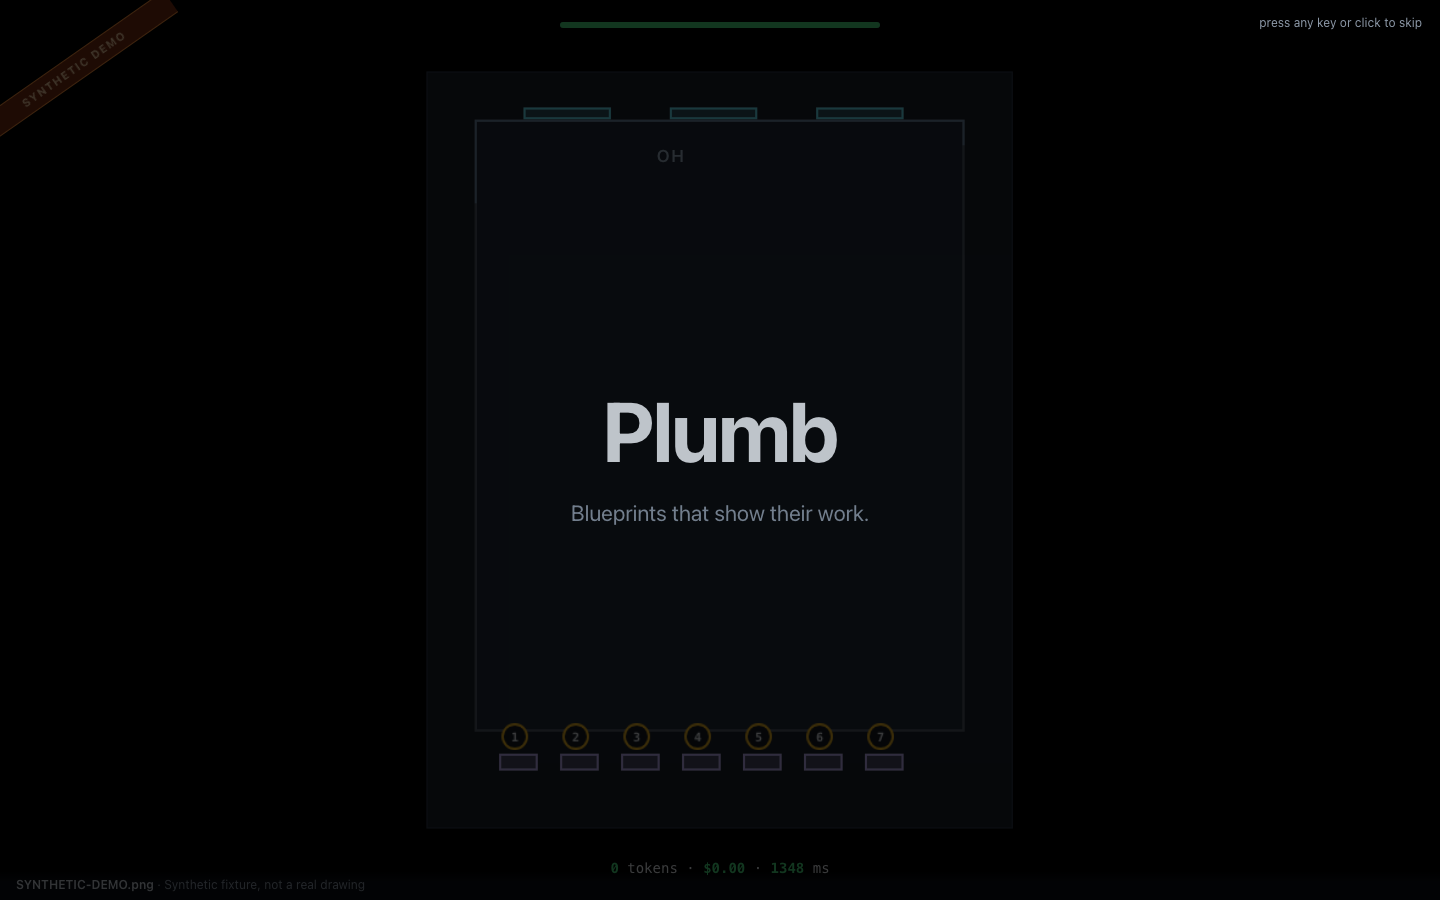 SYNTHETIC DEMO
press any key or click to skip
OH
Plumb
Blueprints that show their work.
1 2 3 4 5 6 7
0 tokens · $0.00 · 1348 ms
SYNTHETIC-DEMO.png · Synthetic fixture, not a real drawing